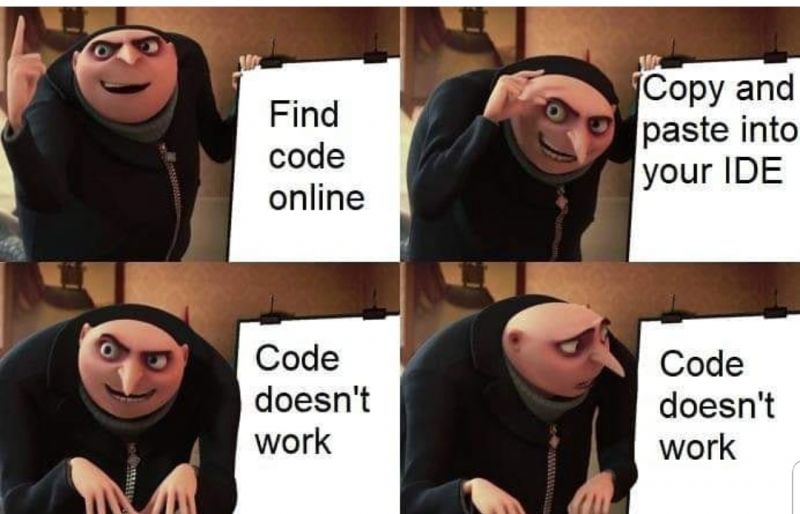 Find
code
online
Copy and
paste into
your IDE
Code
doesn't
work
Code
doesn't
work